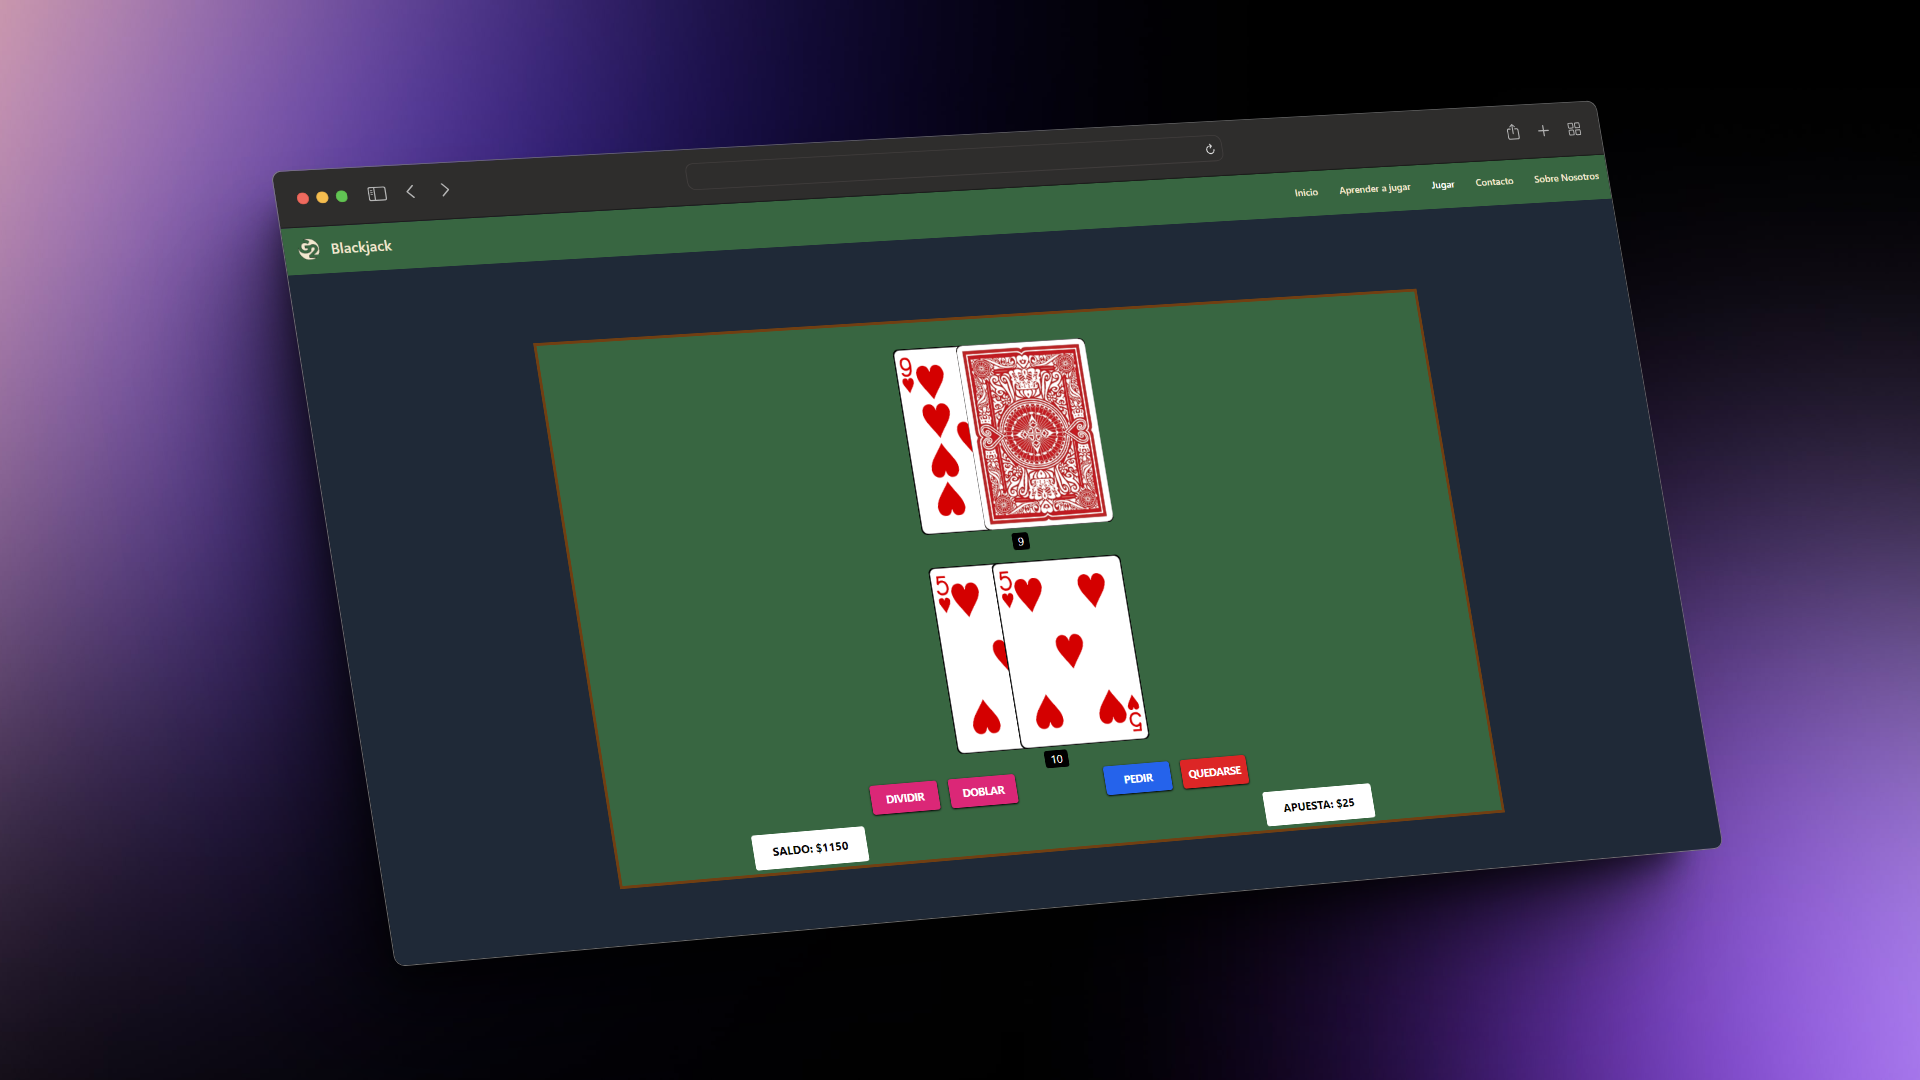 Blackjack
Inicio
Aprender a jugar
Jugar
Contacto
Sobre Nosotros
9
9
5
5
5
10
DIVIDIR
DOBLAR
PEDIR
QUEDARSE
SALDO: $1150
APUESTA: $25